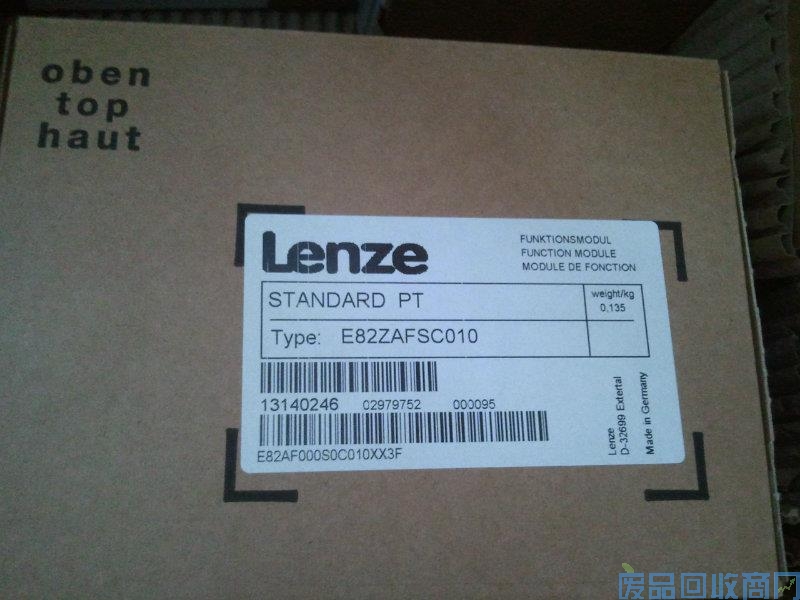 oben
top
haut
Lenze
FUNKTIONSMODUL
FUNCTION MODULE
MODULE DE FONCTION
STANDARD PT
weight/kg
0,135
Type: E82ZAFSC010
13140246 02979752 000095
E82AF000S0C010XX3F
Lenze
D-32699 Extertal
Made in Germany
废品回收商网